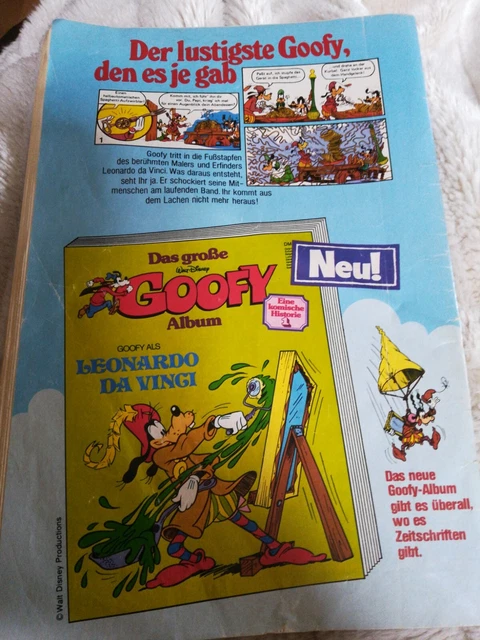 Der lustigste Goofy,
den es je gab
1
Goofy tritt in die Fußstapfen
des berühmten Malers und Erfinders
Leonardo da Vinci. Was daraus entsteht,
seht Ihr ja. Er schockiert seine Mit-
menschen am laufenden Band. Ihr kommt aus
dem Lachen nicht mehr heraus!
Das große
Walt Disney
GOOFY
Album
Neu!
Eine
komische
Historie
GOOFY ALS
LEONARDO
DA VINCI
Das neue
Goofy-Album
gibt es überall,
wo es
Zeitschriften
gibt.
© Walt Disney Productions